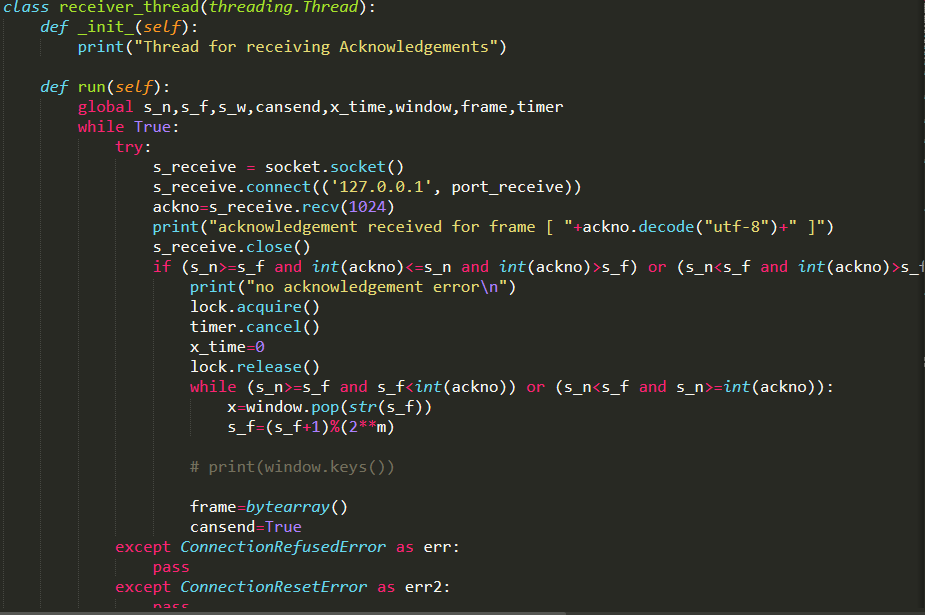 class receiver_thread(threading.Thread):
    def _init_(self):
        print("Thread for receiving Acknowledgements")

    def run(self):
        global s_n,s_f,s_w,cansend,x_time,window,frame,timer
        while True:
            try:
                s_receive = socket.socket()
                s_receive.connect(('127.0.0.1', port_receive))
                ackno=s_receive.recv(1024)
                print("acknowledgement received for frame [ "+ackno.decode("utf-8")+" ]")
                s_receive.close()
                if (s_n>=s_f and int(ackno)<=s_n and int(ackno)>s_f) or (s_n<s_f and int(ackno)>s_f
                    print("no acknowledgement error\n")
                    lock.acquire()
                    timer.cancel()
                    x_time=0
                    lock.release()
                    while (s_n>=s_f and s_f<int(ackno)) or (s_n<s_f and s_n>=int(ackno)):
                        x=window.pop(str(s_f))
                        s_f=(s_f+1)%(2**m)

                    # print(window.keys())

                    frame=bytearray()
                    cansend=True
            except ConnectionRefusedError as err:
                pass
            except ConnectionResetError as err2:
                pass